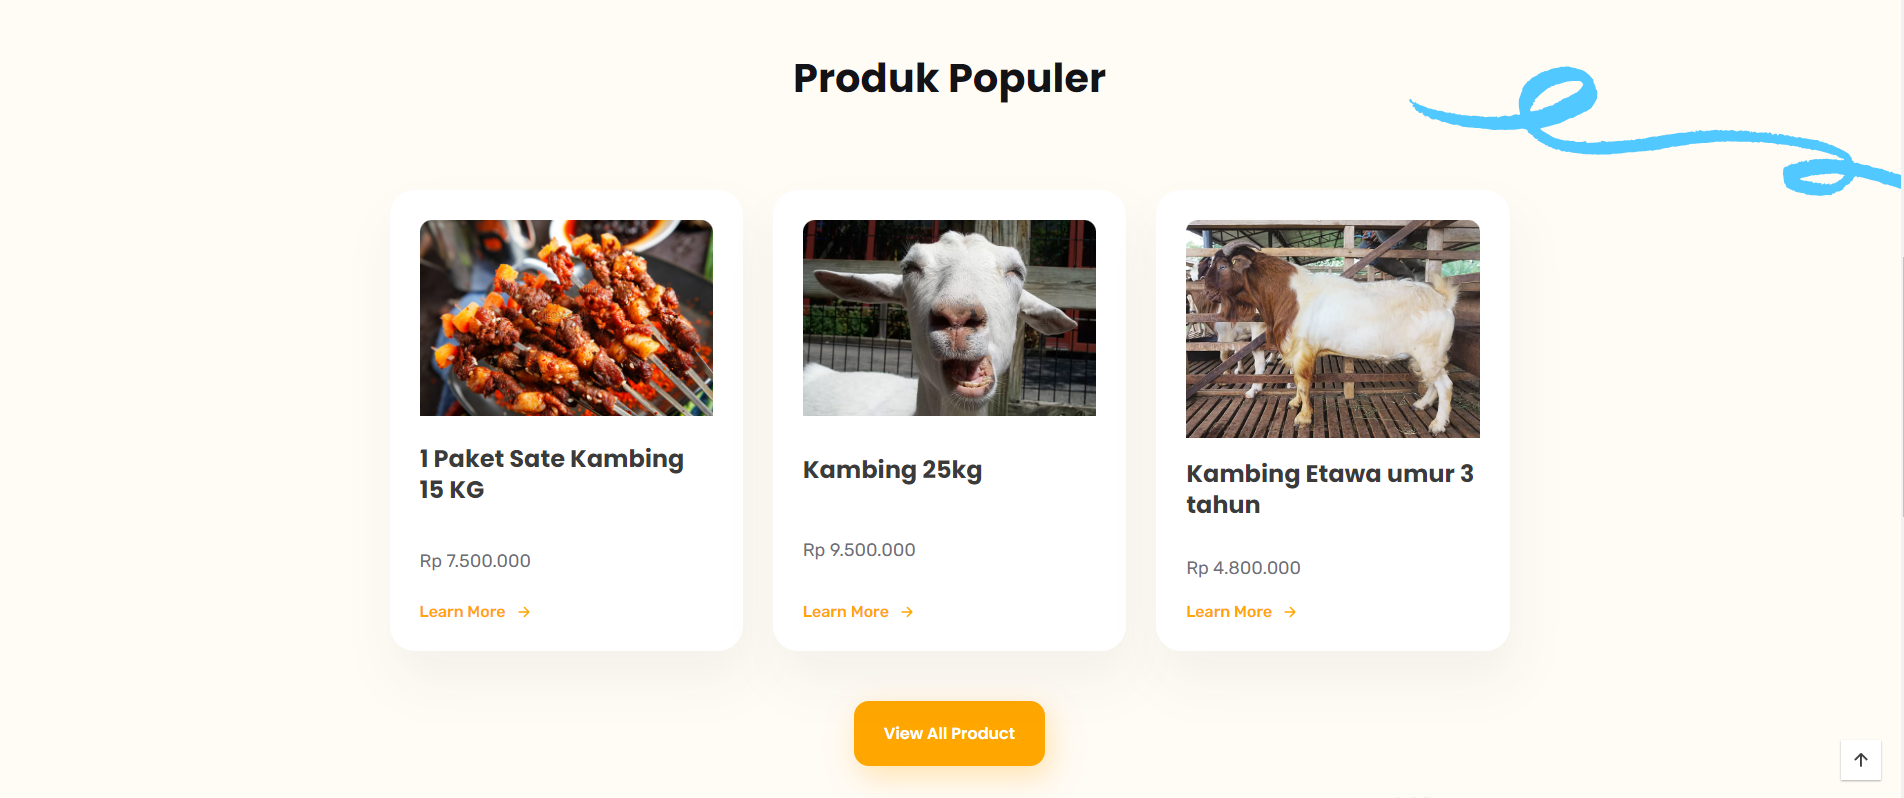 Produk Populer
1 Paket Sate Kambing
15 KG
Rp 7.500.000
Learn More →
Kambing 25kg
Rp 9.500.000
Learn More →
Kambing Etawa umur 3
tahun
Rp 4.800.000
Learn More →
View All Product